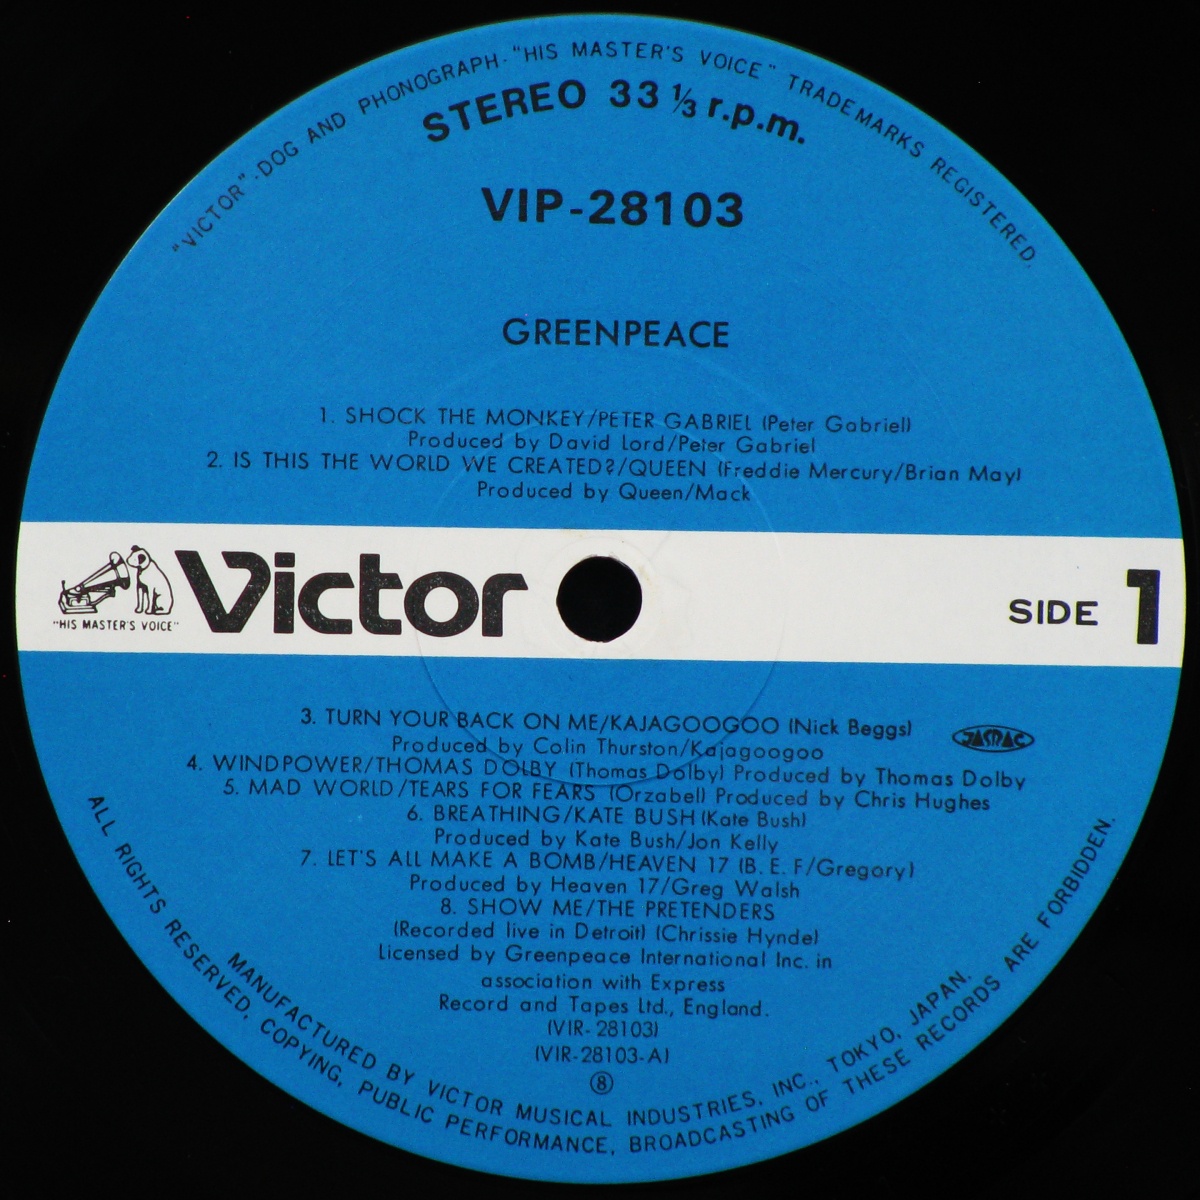 "VICTOR"-DOG AND PHONOGRAPH-"HIS MASTER'S VOICE" TRADEMARKS REGISTERED.
STEREO 33 ⅓ r.p.m.
VIP-28103
GREENPEACE
1. SHOCK THE MONKEY/PETER GABRIEL (Peter Gabriel)
Produced by David Lord/Peter Gabriel
2. IS THIS THE WORLD WE CREATED?/QUEEN (Freddie Mercury/Brian May)
Produced by Queen/Mack
"HIS MASTER'S VOICE"
Victor
SIDE 1
3. TURN YOUR BACK ON ME/KAJAGOOGOO (Nick Beggs)
JASRAC
Produced by Colin Thurston/Kajagoogoo
4. WINDPOWER/THOMAS DOLBY (Thomas Dolby) Produced by Thomas Dolby
5. MAD WORLD/TEARS FOR FEARS (Orzabel) Produced by Chris Hughes
6. BREATHING/KATE BUSH (Kate Bush)
Produced by Kate Bush/Jon Kelly
7. LET'S ALL MAKE A BOMB/HEAVEN 17 (B. E. F/Gregory)
Produced by Heaven 17/Greg Walsh
8. SHOW ME/THE PRETENDERS
(Recorded live in Detroit) (Chrissie Hynde)
Licensed by Greenpeace International Inc. in
association with Express
Record and Tapes Ltd., England.
(VIR-28103)
(VIR-28103-A)
⑧
MANUFACTURED BY VICTOR MUSICAL INDUSTRIES, INC., TOKYO, JAPAN.
ALL RIGHTS RESERVED, COPYING, PUBLIC PERFORMANCE, BROADCASTING OF THESE RECORDS ARE FORBIDDEN.